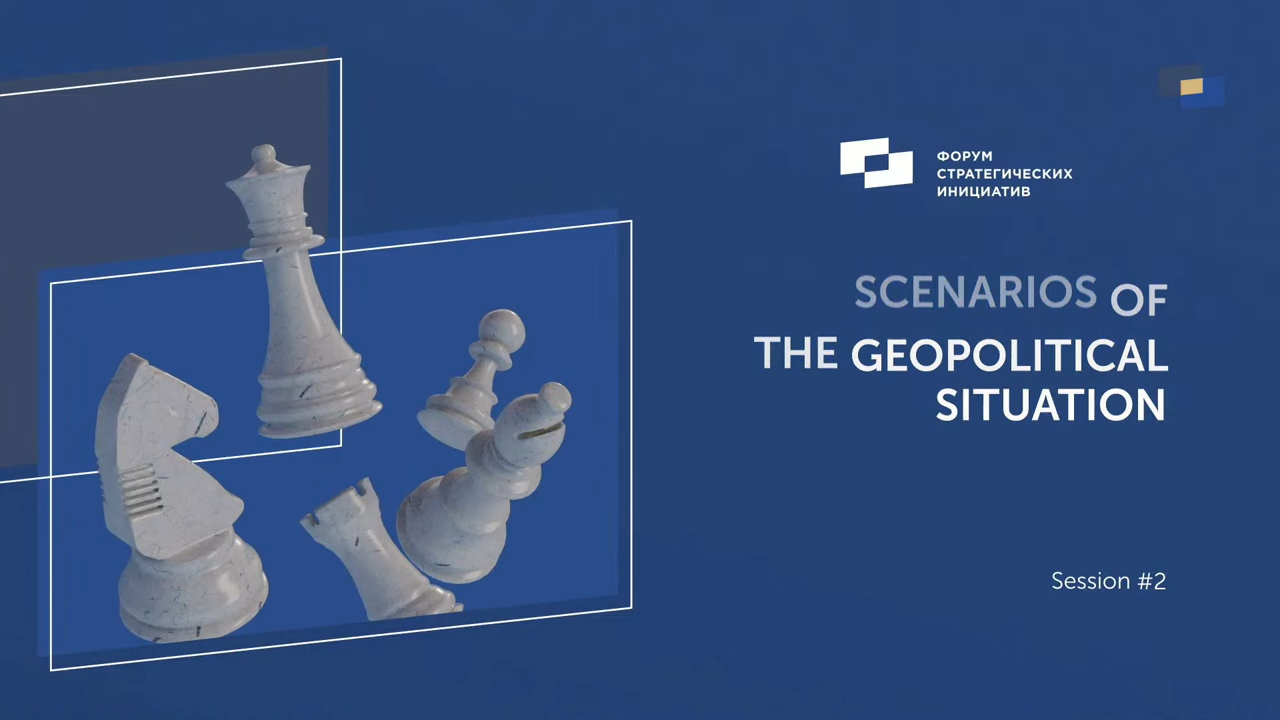 ФОРУМ
СТРАТЕГИЧЕСКИХ
ИНИЦИАТИВ
SCENARIOS OF
THE GEOPOLITICAL
SITUATION
Session #2